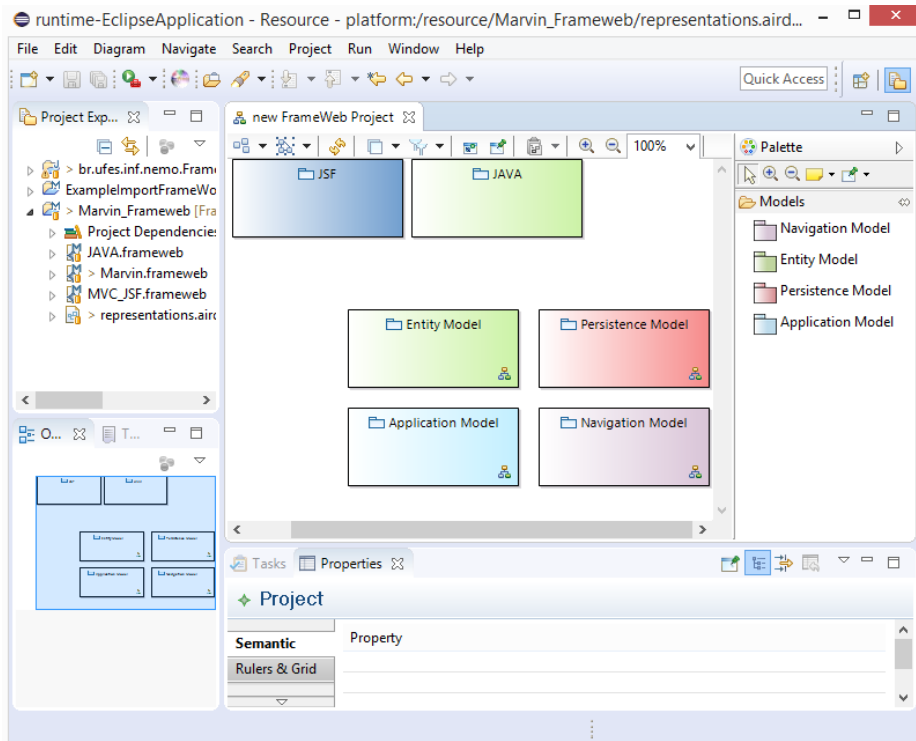 runtime-EclipseApplication - Resource - platform:/resource/Marvin_Frameweb/representations.aird...
File Edit Diagram Navigate Search Project Run Window Help
Quick Access
Project Exp...
> br.ufes.inf.nemo.Fram
ExampleImportFrameWo
> Marvin_Frameweb [Fra
Project Dependencie
JAVA.frameweb
> Marvin.frameweb
MVC_JSF.frameweb
> representations.airc
new FrameWeb Project
100%
JSF
JAVA
Entity Model
Persistence Model
Application Model
Navigation Model
Palette
Models
Navigation Model
Entity Model
Persistence Model
Application Model
O...
T...
Tasks
Properties
Project
Semantic
Property
Rulers & Grid